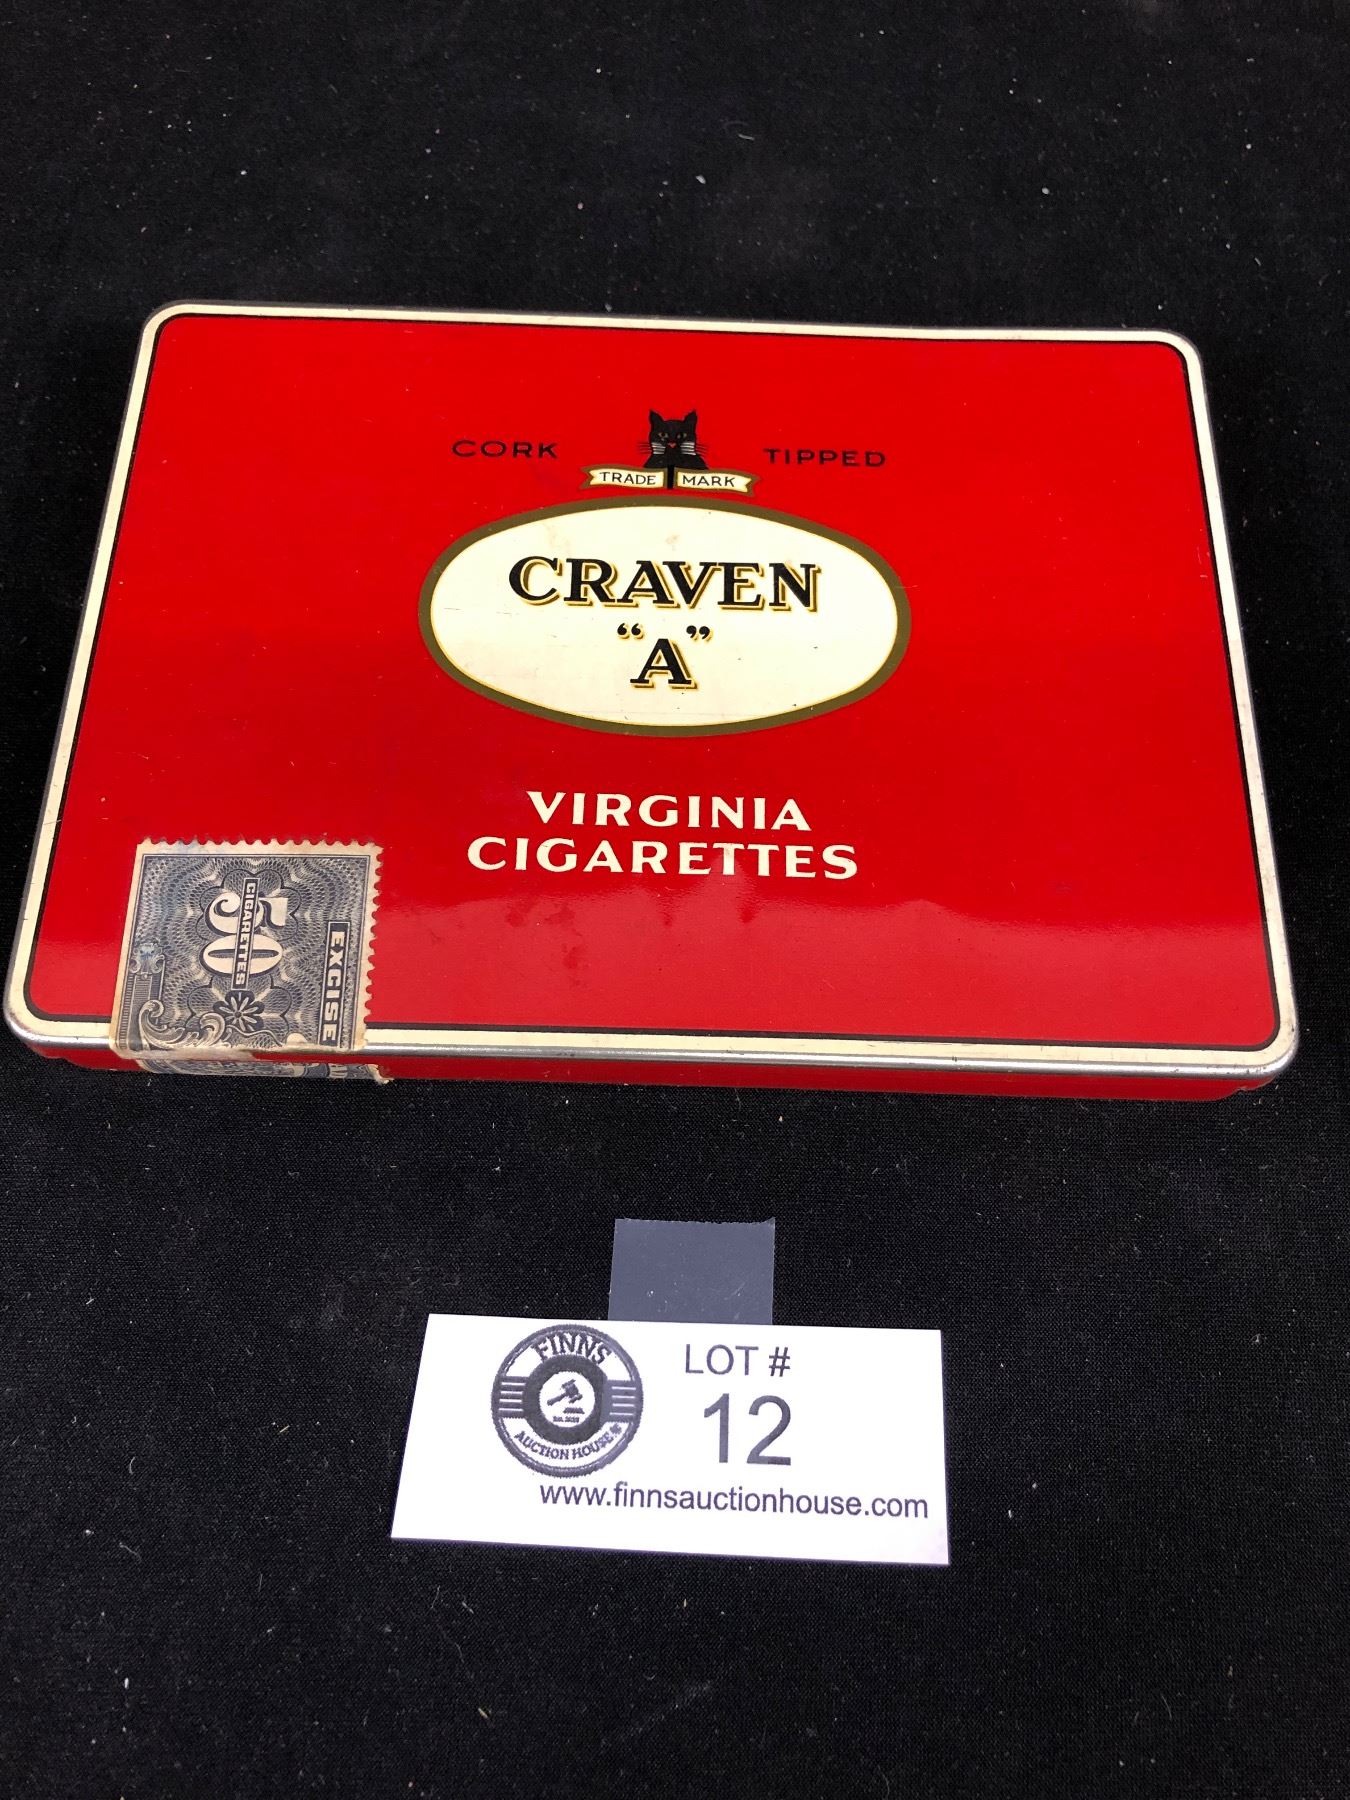 CORK TIPPED
TRADE MARK
CRAVEN
“A”
VIRGINIA
CIGARETTES
50
CIGARETTES
EXCISE
FINNS
AUCTION HOUSE
LOT #
12
www.finnsauctionhouse.com